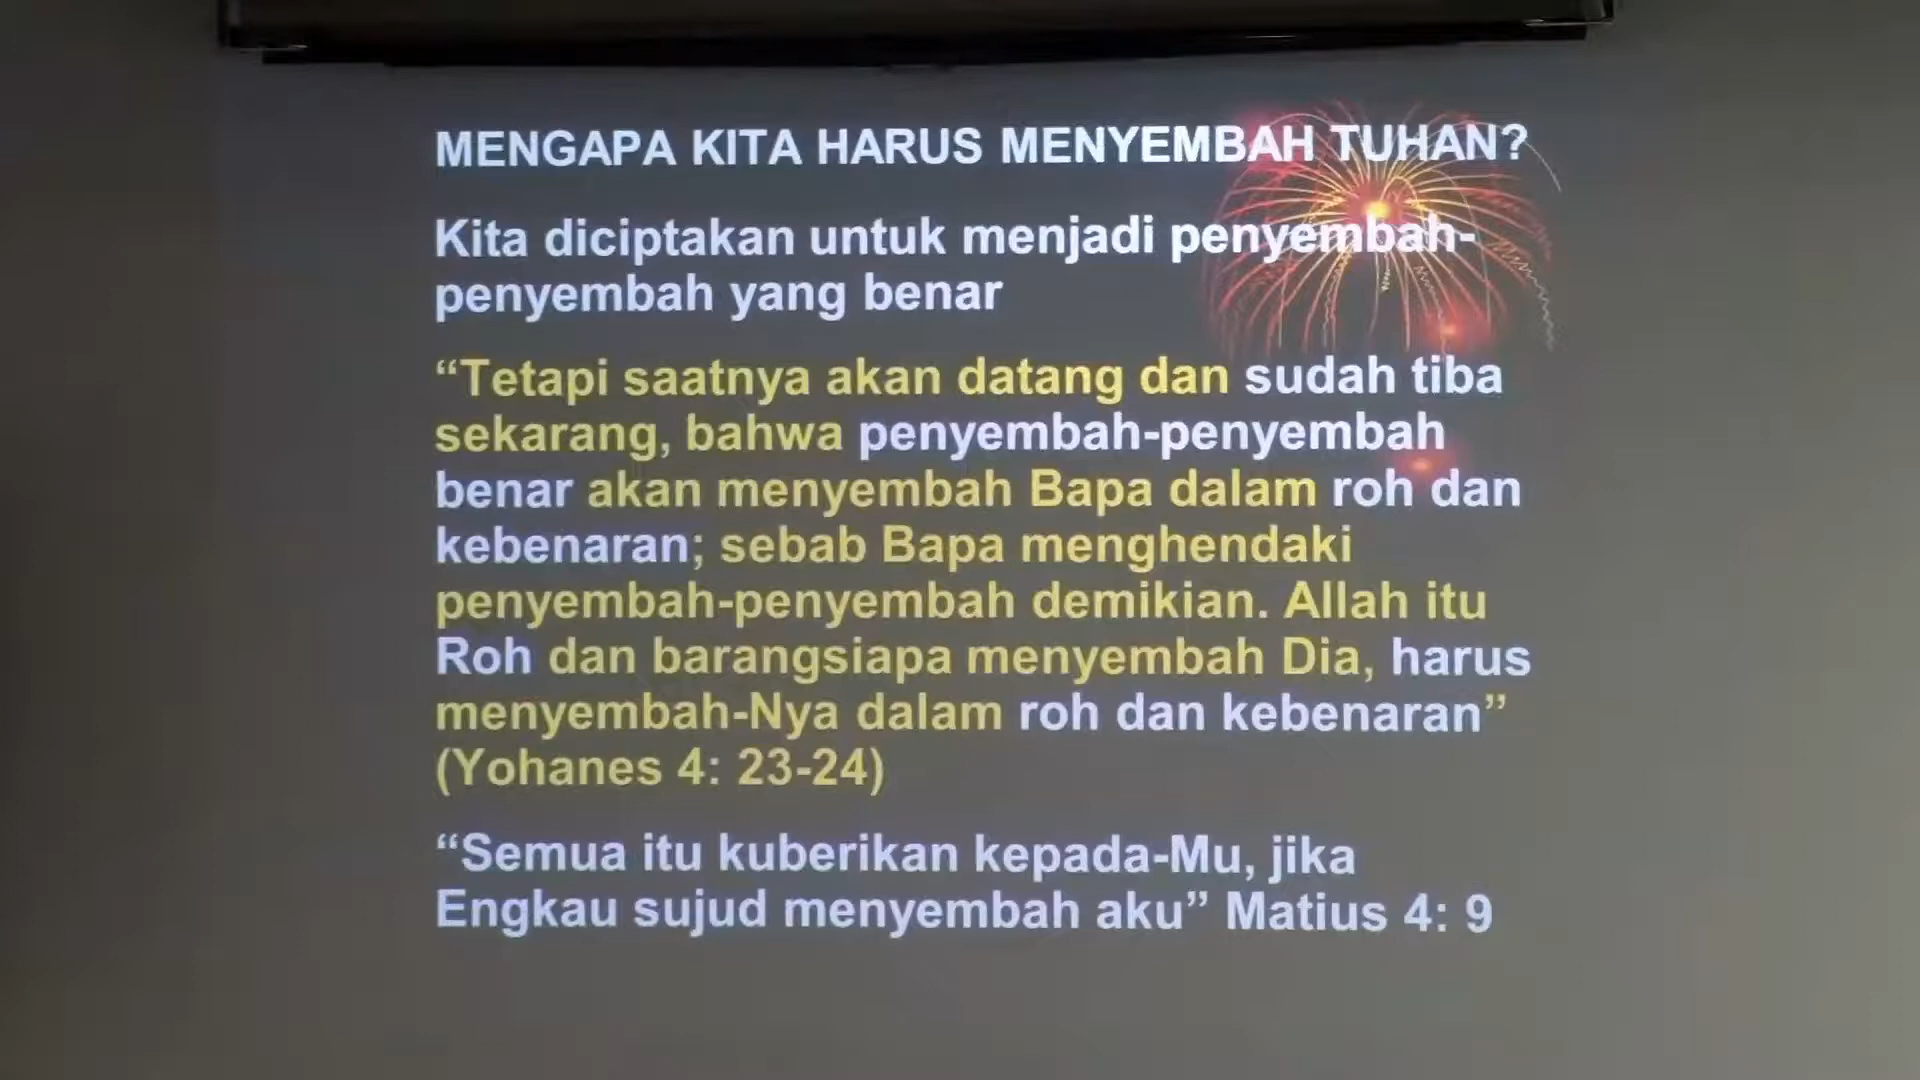 MENGAPA KITA HARUS MENYEMBAH TUHAN?
Kita diciptakan untuk menjadi penyembah-
penyembah yang benar
“Tetapi saatnya akan datang dan sudah tiba
sekarang, bahwa penyembah-penyembah
benar akan menyembah Bapa dalam roh dan
kebenaran; sebab Bapa menghendaki
penyembah-penyembah demikian. Allah itu
Roh dan barangsiapa menyembah Dia, harus
menyembah-Nya dalam roh dan kebenaran”
(Yohanes 4: 23-24)
“Semua itu kuberikan kepada-Mu, jika
Engkau sujud menyembah aku” Matius 4: 9